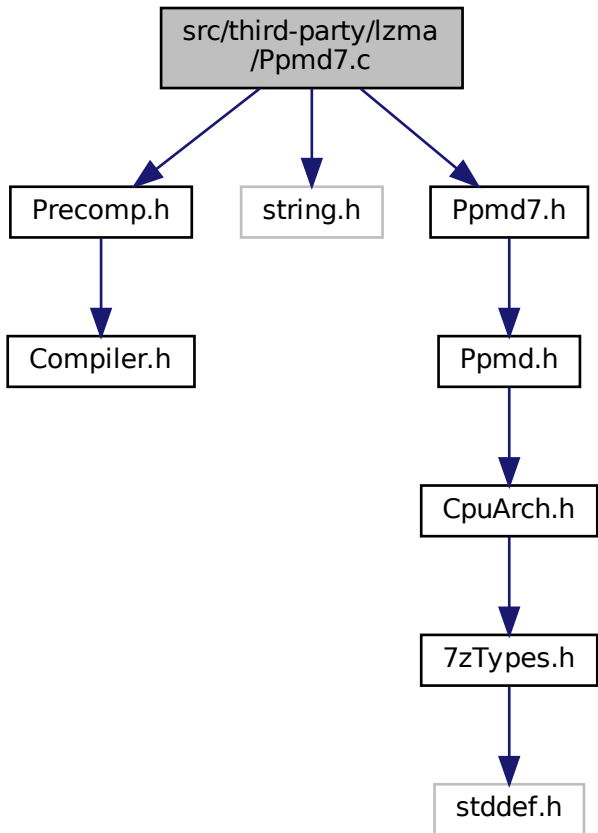 src/third-party/lzma
/Ppmd7.c
Precomp.h
string.h
Ppmd7.h
Compiler.h
Ppmd.h
CpuArch.h
7zTypes.h
stddef.h